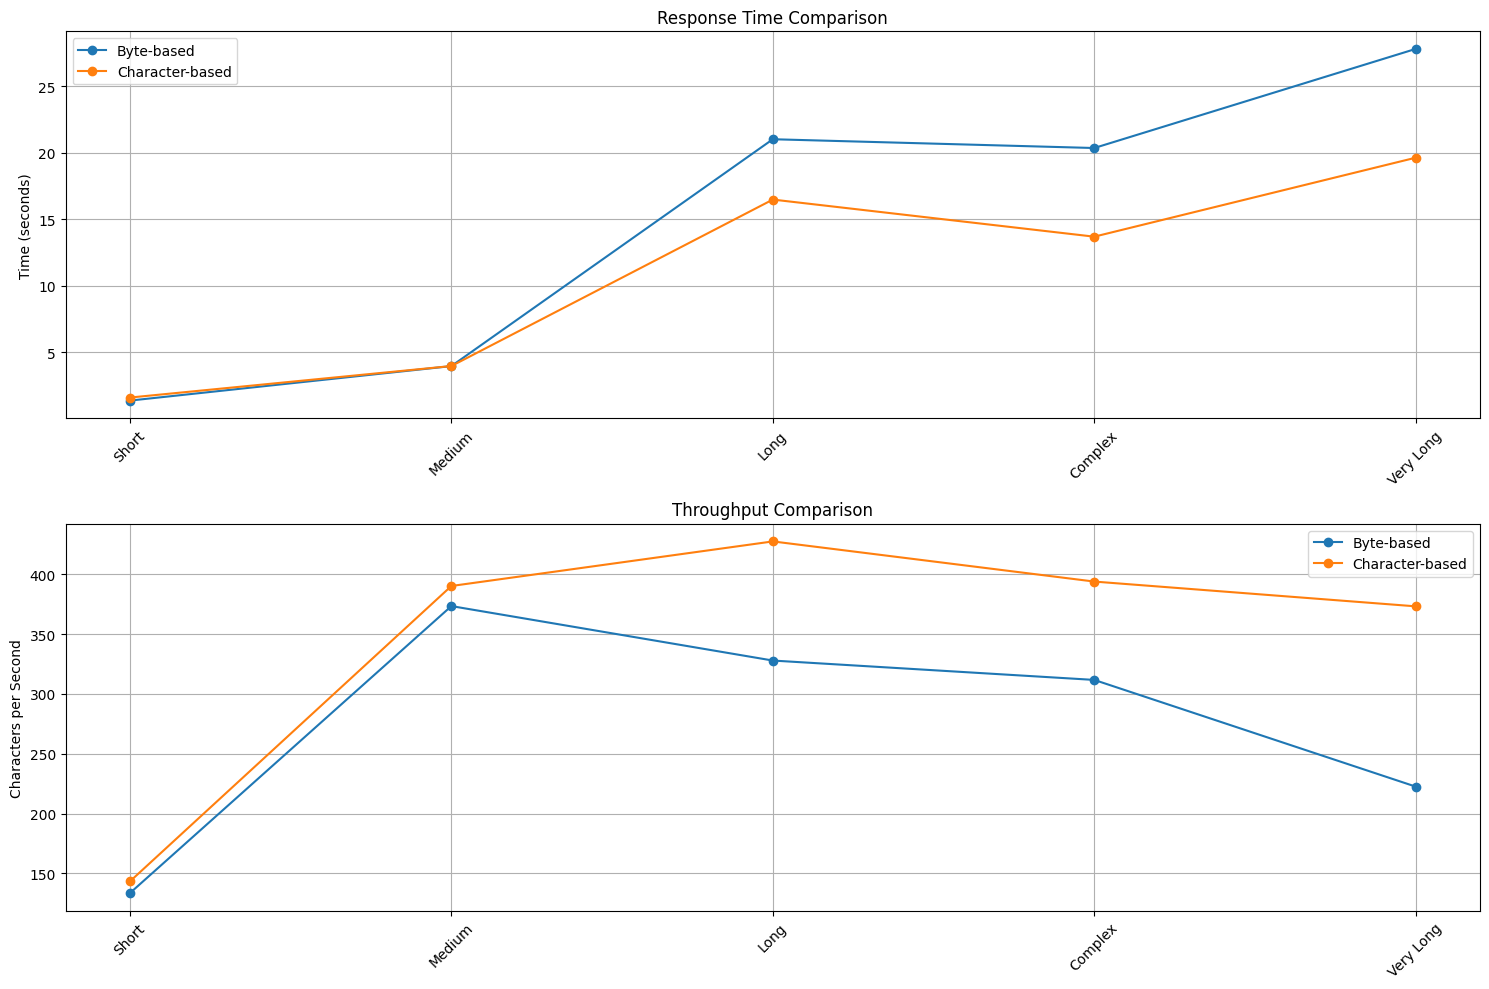 Response Time Comparison
Byte-based
Character-based
Time (seconds)
25
20
15
10
5
Short
Medium
Long
Complex
Very Long
Throughput Comparison
Byte-based
Character-based
Characters per Second
400
350
300
250
200
150
Short
Medium
Long
Complex
Very Long